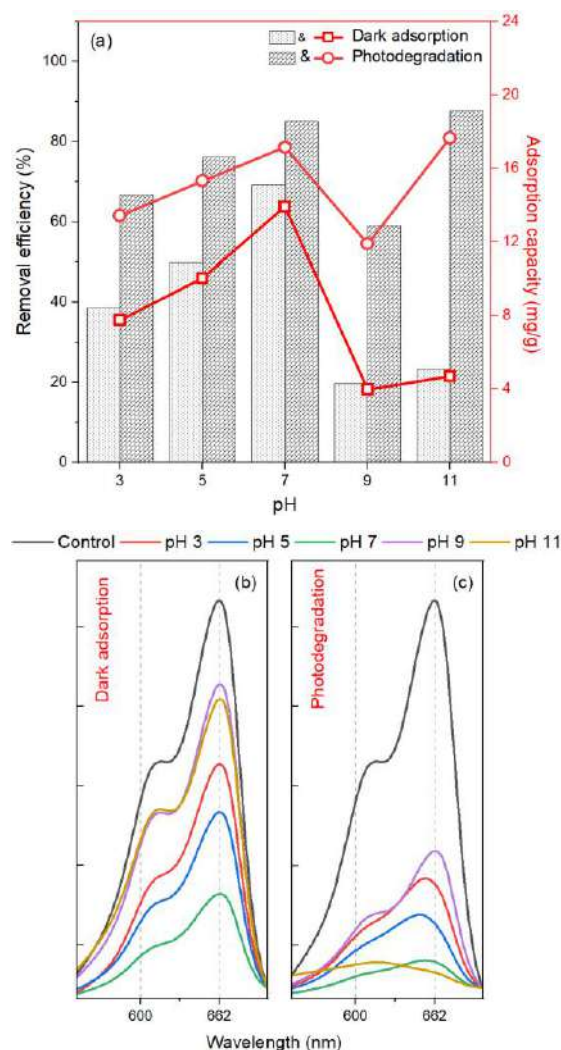 (a)
& Dark adsorption
& Photodegradation
Removal efficiency (%)
0
20
40
60
80
100
Adsorption capacity (mg/g)
0
4
8
12
16
20
24
3 5 7 9 11
pH
Control pH 3 pH 5 pH 7 pH 9 pH 11
(b)
Dark adsorption
600 662
(c)
Photodegradation
600 662
Wavelength (nm)